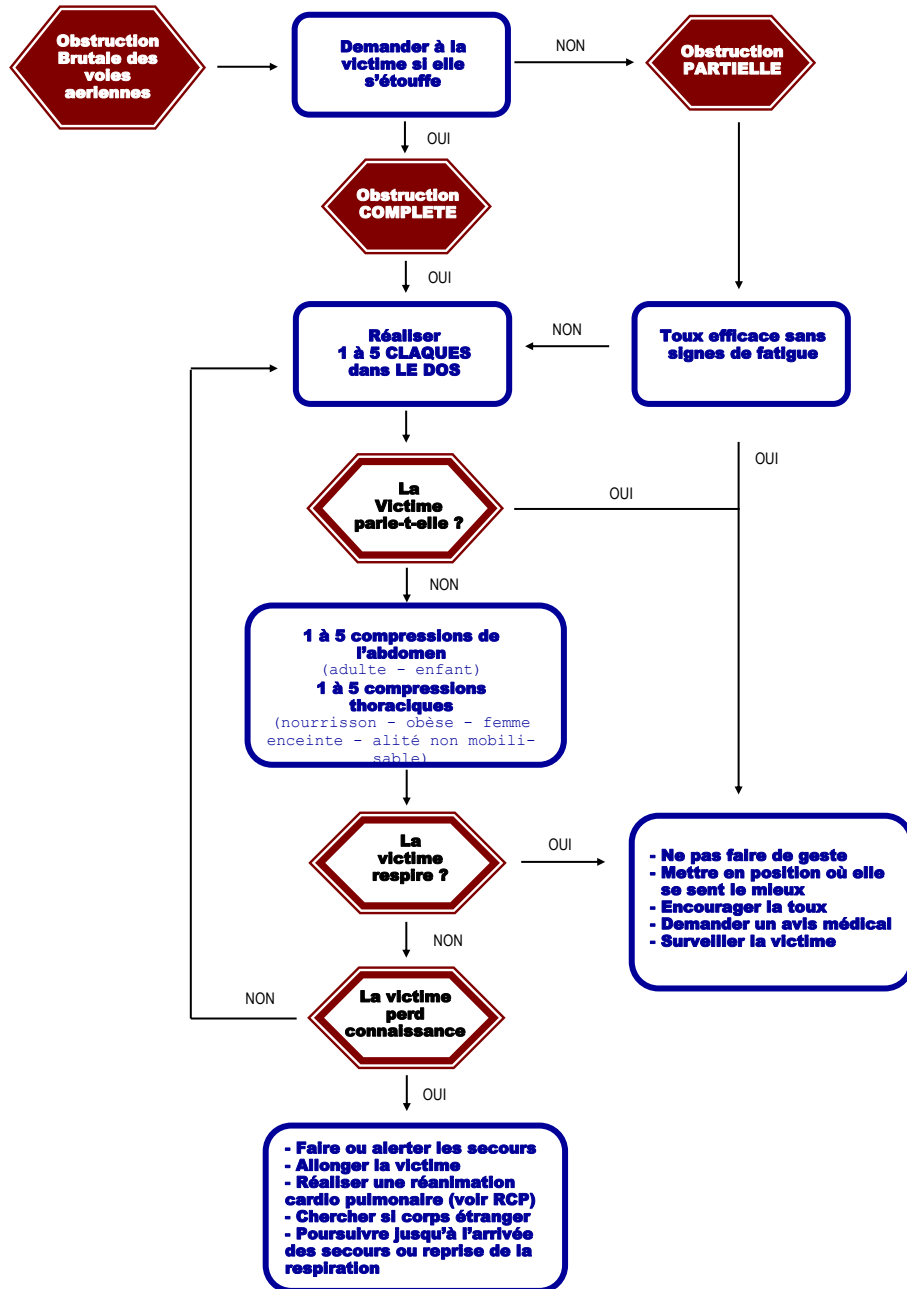 Obstruction
Brutale des
voies
aeriennes
Demander à la
victime si elle
s'étouffe
NON
Obstruction
PARTIELLE
OUI
Obstruction
COMPLETE
OUI
Réaliser
1 à 5 CLAQUES
dans LE DOS
NON
Toux efficace sans
signes de fatigue
OUI
La
Victime
parle-t-elle ?
OUI
NON
1 à 5 compressions de
l'abdomen
(adulte – enfant)
1 à 5 compressions
thoraciques
(nourrisson – obèse – femme
enceinte – alité non mobili-
sable)
La
victime
respire ?
OUI
- Ne pas faire de geste
- Mettre en position où elle
se sent le mieux
- Encourager la toux
- Demander un avis médical
- Surveiller la victime
NON
NON
La victime
perd
connaissance
OUI
- Faire ou alerter les secours
- Allonger la victime
- Réaliser une réanimation
cardio pulmonaire (voir RCP)
- Chercher si corps étranger
- Poursuivre jusqu'à l'arrivée
des secours ou reprise de la
respiration